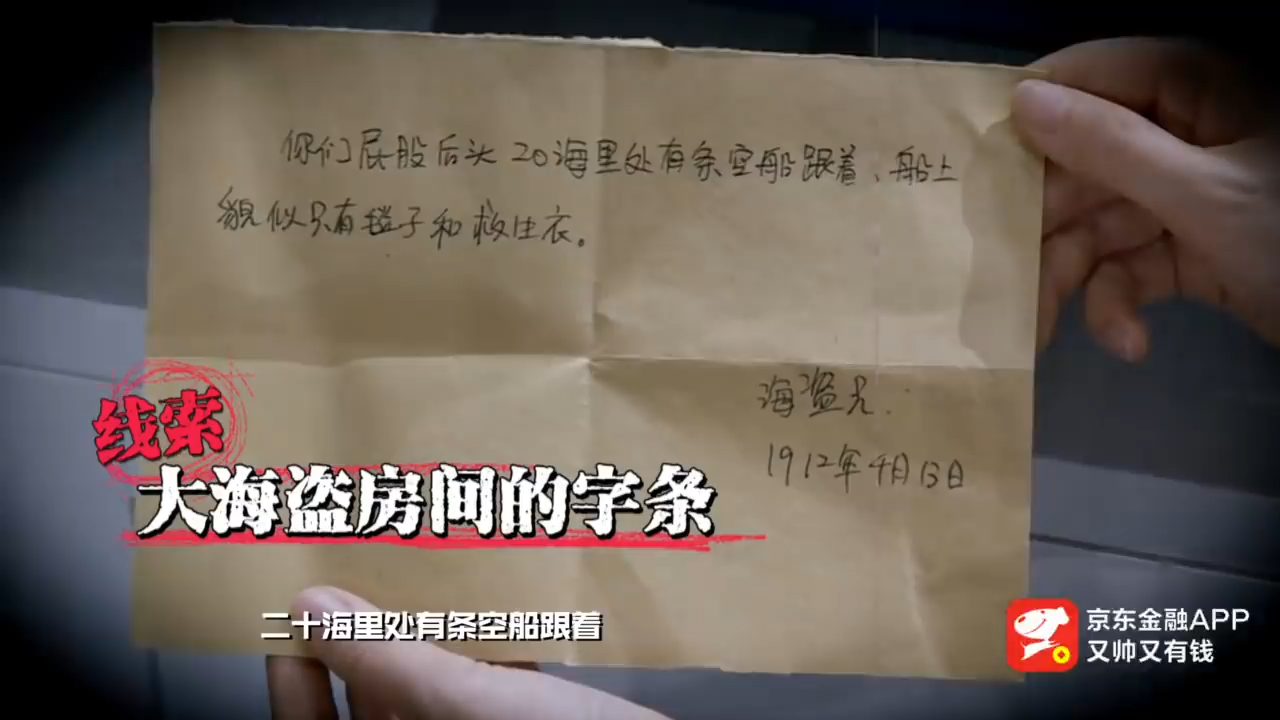 你们屁股后头20海里处有条空船跟着、船上
貌似只有毯子和救生衣。
海盗尤.
1912年4月13日
线索
大海盗房间的字条
二十海里处有条空船跟着
京东金融APP
又帅又有钱